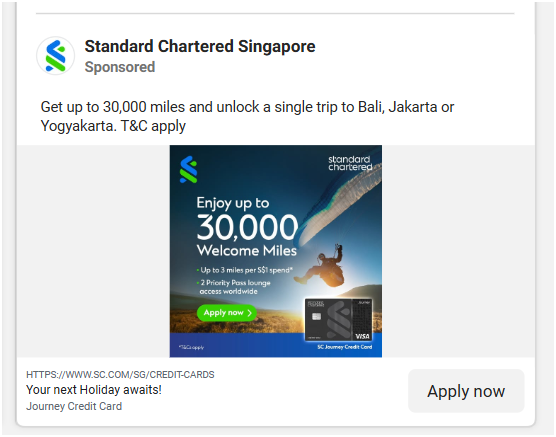 Standard Chartered Singapore
Sponsored
Get up to 30,000 miles and unlock a single trip to Bali, Jakarta or
Yogyakarta. T&C apply
standard
chartered
Enjoy up to
30,000
Welcome Miles
• Up to 3 miles per S$1 spend*
• 2 Priority Pass lounge
access worldwide
Apply now >
VISA
*T&Cs apply
SC Journey Credit Card
HTTPS://WWW.SC.COM/SG/CREDIT-CARDS
Your next Holiday awaits!
Journey Credit Card
Apply now